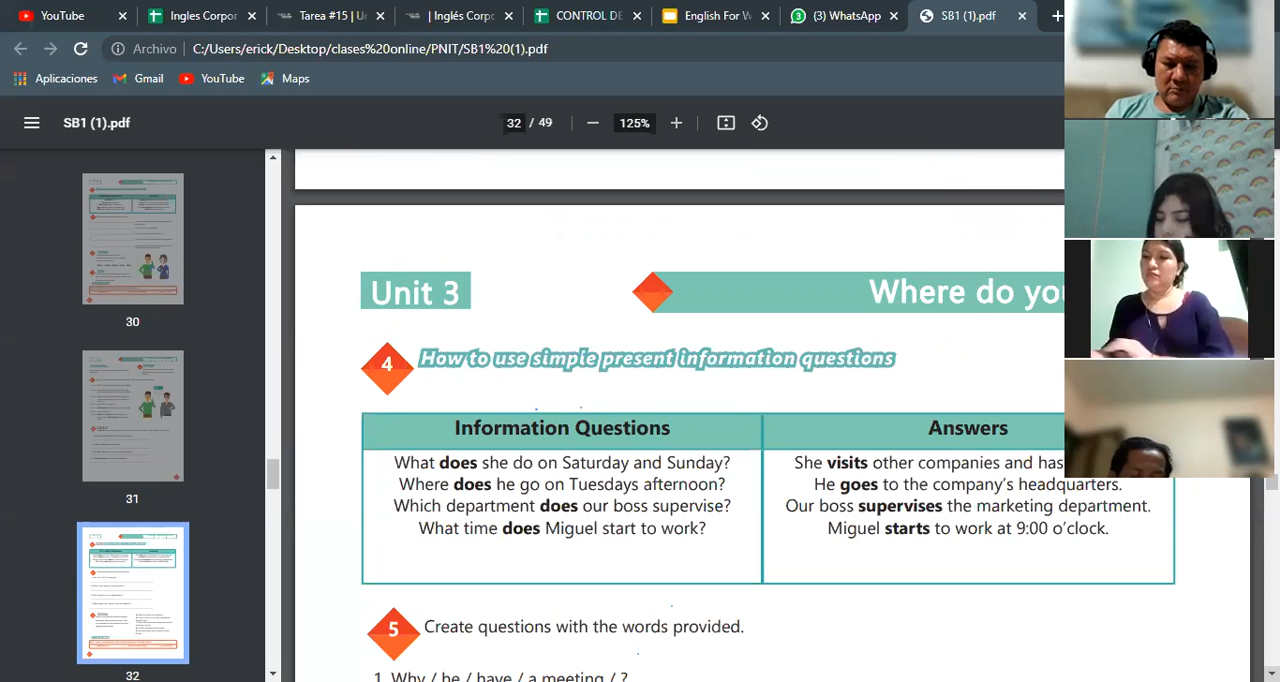 YouTube
Ingles Corpor
Tarea #15 | U
| Inglés Corpo
CONTROL DE
English For W
(3) WhatsApp
SB1 (1).pdf
Archivo
C:/Users/erick/Desktop/clases%20online/PNIT/SB1%20(1).pdf
Aplicaciones
Gmail
YouTube
Maps
SB1 (1).pdf
32 / 49
125%
30
31
32
Unit 3
Where do you
4 How to use simple present information questions
Information Questions
Answers
What does she do on Saturday and Sunday?
She visits other companies and has
Where does he go on Tuesdays afternoon?
He goes to the company's headquarters.
Which department does our boss supervise?
Our boss supervises the marketing department.
What time does Miguel start to work?
Miguel starts to work at 9:00 o'clock.
5 Create questions with the words provided.
1. Why / he / have / a meeting / ?